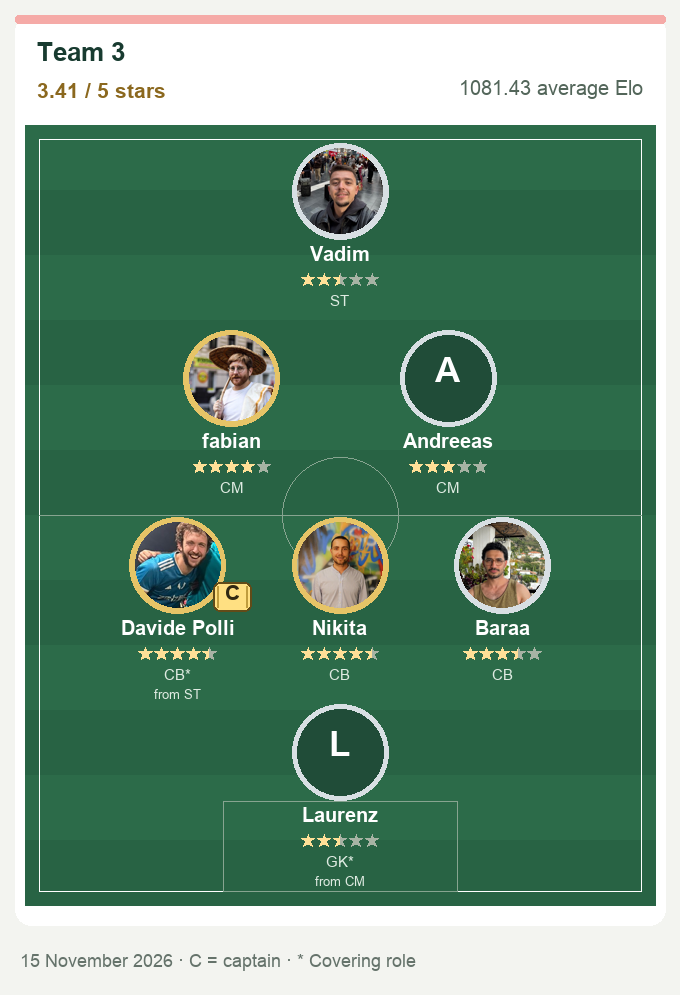 Team 3
3.41 / 5 stars
1081.43 average Elo
Vadim
ST
fabian
CM
A
Andreeas
CM
C
Davide Polli
CB*
from ST
Nikita
CB
Baraa
CB
L
Laurenz
GK*
from CM
15 November 2026 · C = captain · * Covering role